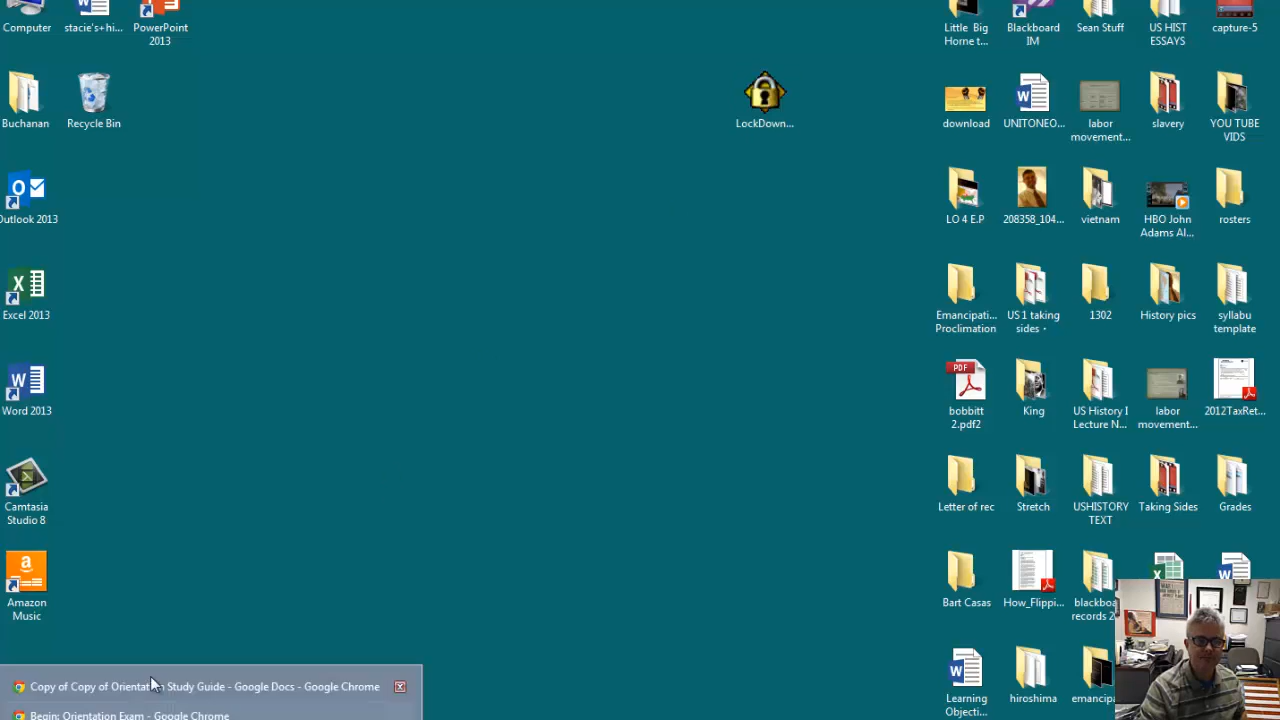 Computer
stacie's+hi...
PowerPoint
2013
Little Big
Horne t...
Blackboard
IM
Sean Stuff
US HIST
ESSAYS
capture-5
Buchanan
Recycle Bin
LockDown...
download
UNITONEO...
labor
movement...
slavery
YOU TUBE
VIDS
Outlook 2013
LO 4 E.P
208358_104...
vietnam
HBO John
Adams Al...
rosters
Excel 2013
Emancipati...
Proclimation
US 1 taking
sides -
1302
History pics
syllabu
template
Word 2013
PDF
bobbitt
2.pdf2
King
US History I
Lecture N...
labor
movement...
2012TaxRet...
Camtasia
Studio 8
Letter of rec
Stretch
USHISTORY
TEXT
Taking Sides
Grades
Amazon
Music
Bart Casas
How_Flippi...
blackboa
records 2
Learning
Objecti...
hiroshima
emancipa
Copy of Copy of Orientation Study Guide - Google Docs - Google Chrome
Begin: Orientation Exam - Google Chrome